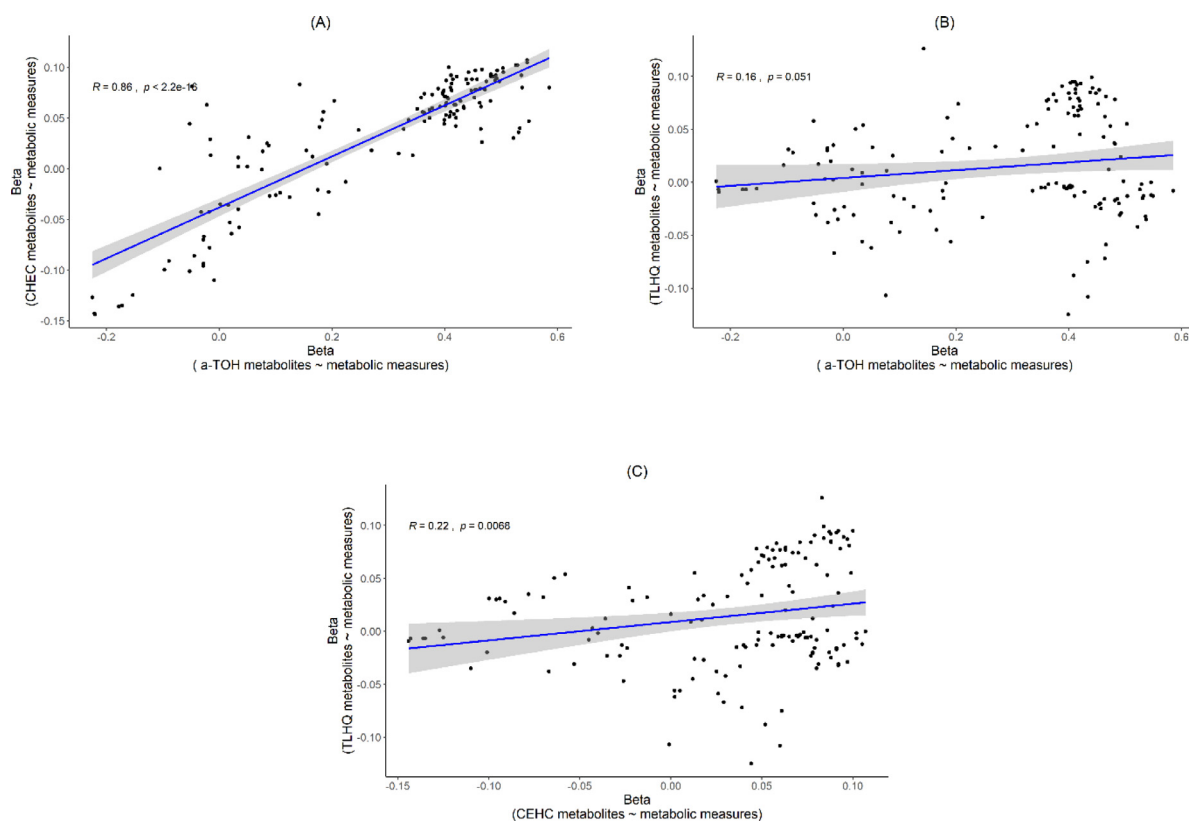 (A)
R = 0.86 , p < 2.2e-16
0.10
0.05
0.00
-0.05
-0.10
-0.15
Beta
(CHEC metabolites ~ metabolic measures)
-0.2
0.0
0.2
0.4
0.6
Beta
( a-TOH metabolites ~ metabolic measures)
(B)
R = 0.16 , p = 0.051
0.10
0.05
0.00
-0.05
-0.10
Beta
(TLHQ metabolites ~ metabolic measures)
-0.2
0.0
0.2
0.4
0.6
Beta
( a-TOH metabolites ~ metabolic measures)
(C)
R = 0.22 , p = 0.0068
0.10
0.05
0.00
-0.05
-0.10
Beta
(TLHQ metabolites ~ metabolic measures)
-0.15
-0.10
-0.05
0.00
0.05
0.10
Beta
(CEHC metabolites ~ metabolic measures)